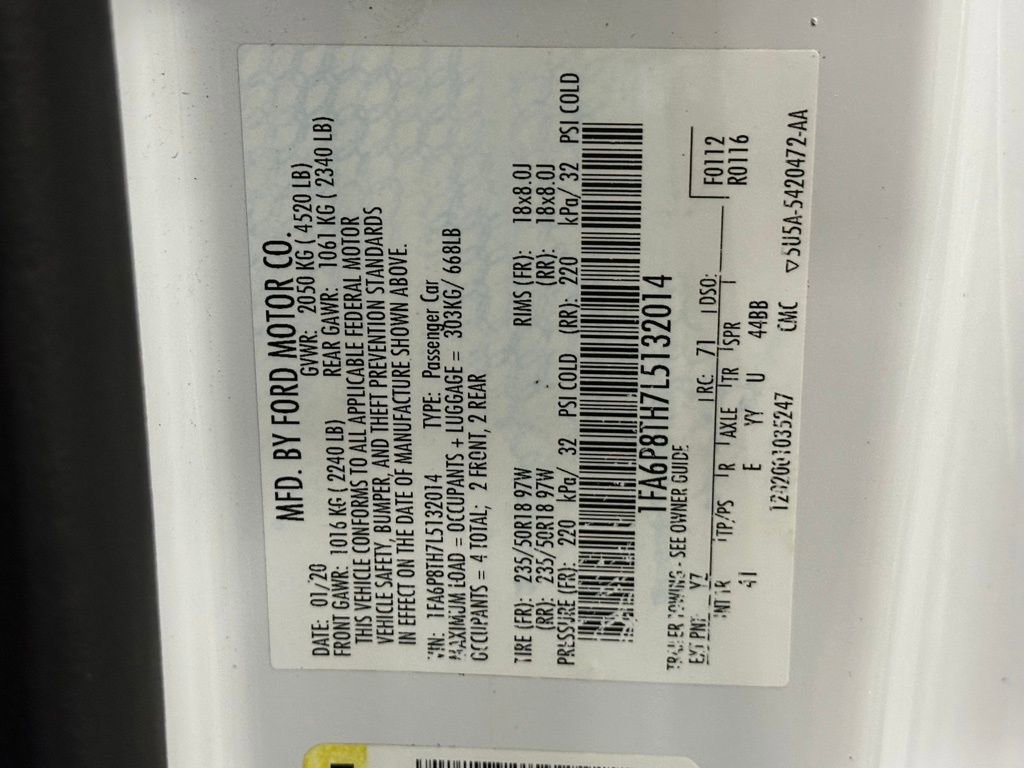 MFD. BY FORD MOTOR CO.
DATE: 01/20 GVWR: 2050 KG ( 4520 LB)
FRONT GAWR: 1016 KG ( 2240 LB) REAR GAWR: 1061 KG ( 2340 LB)
THIS VEHICLE CONFORMS TO ALL APPLICABLE FEDERAL MOTOR
VEHICLE SAFETY, BUMPER, AND THEFT PREVENTION STANDARDS
IN EFFECT ON THE DATE OF MANUFACTURE SHOWN ABOVE.
VIN: 1FA6P8TH7L5132014 TYPE: Passenger Car
MAXIMUM LOAD = OCCUPANTS + LUGGAGE = 303KG/ 668LB
OCCUPANTS = 4 TOTAL; 2 FRONT, 2 REAR
TIRE (FR): 235/50R18 97W RIMS (FR): 18x8.0J
(RR): 235/50R18 97W (RR): 18x8.0J
PRESSURE (FR): 220 kPa/ 32 PSI COLD (RR): 220 kPa/ 32 PSI COLD
1FA6P8TH7L5132014
TRAILER TOWING - SEE OWNER GUIDE
F0112
R0116
EXT PNT: YZ RC: 71 DSO:
INT TR TP/PS R AXLE TR SPR
E YY U 44BB
CMC ▽5U5A-5420472-AA